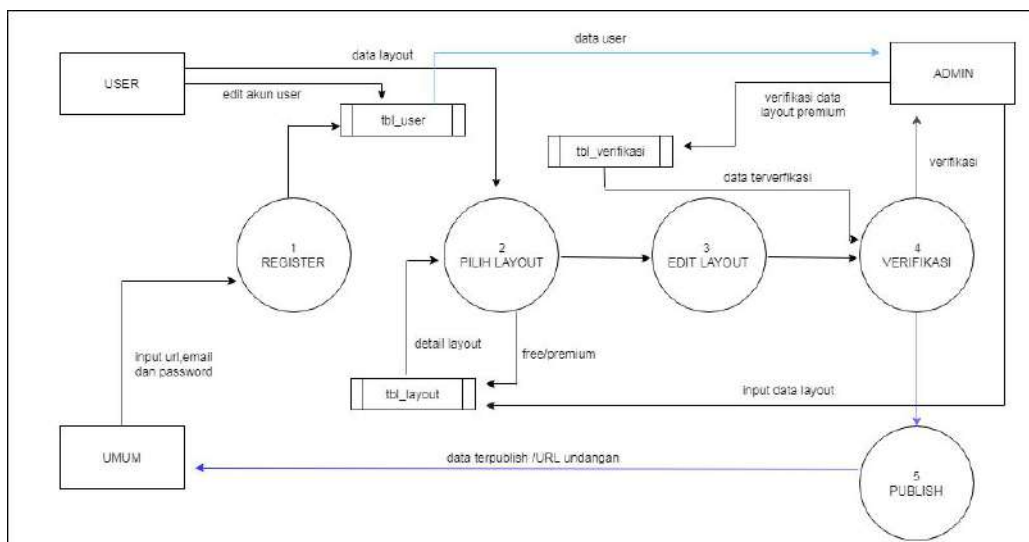 data user
data layout
USER
ADMIN
edit akun user
verifikasi data
layout premium
tbl_user
tbl_verifikasi
verifikasi
data terverfikasi
1
REGISTER
2
PILIH LAYOUT
3
EDIT LAYOUT
4
VERIFIKASI
input url,email
dan password
detail layout
free/premium
tbl_layout
input data layout
UMUM
data terpublish /URL undangan
5
PUBLISH